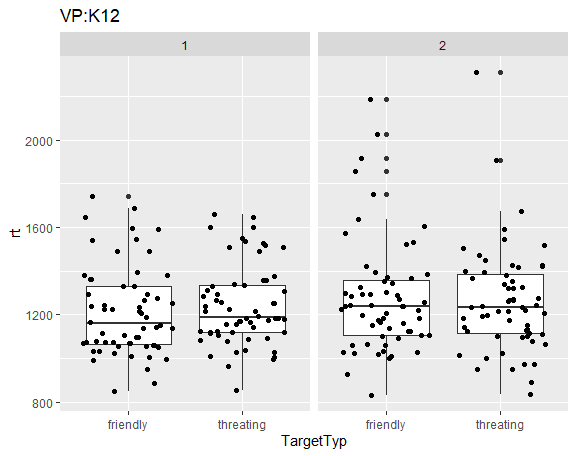 VP:K12
1 2
2000
1600
1200
800
rt
friendly threating friendly threating
TargetTyp